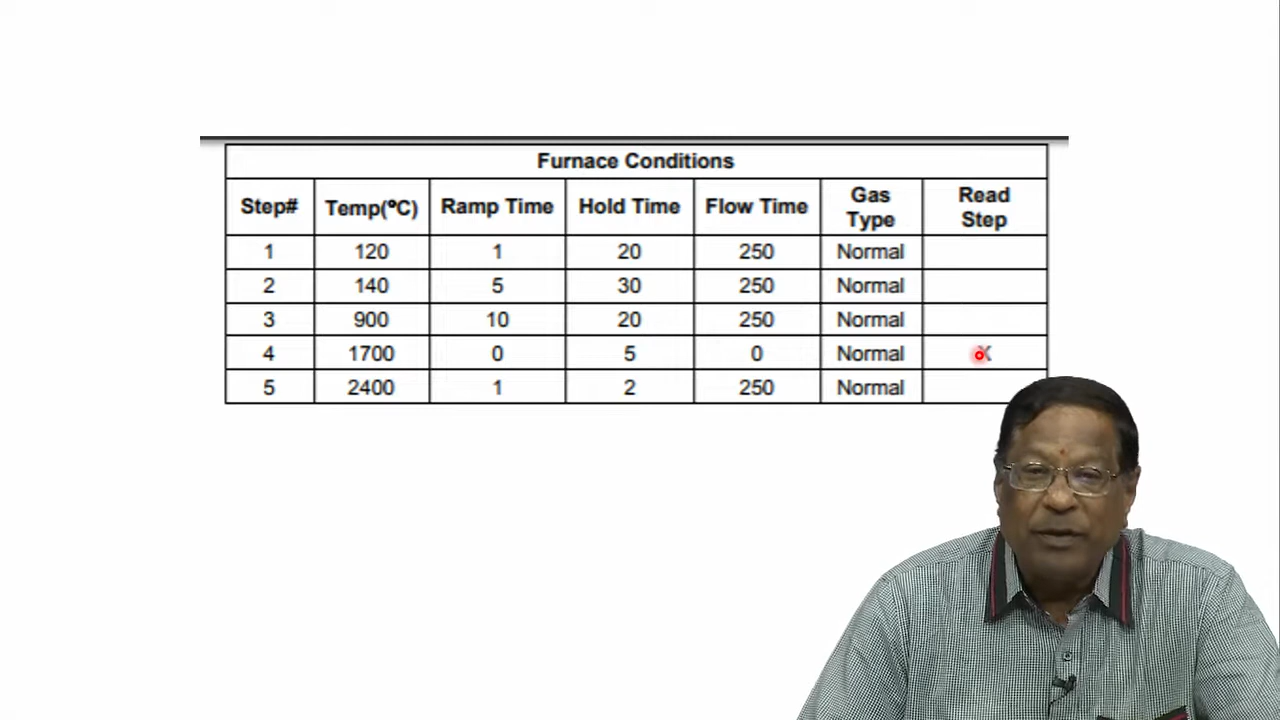 Furnace Conditions
Step# Temp(°C) Ramp Time Hold Time Flow Time Gas Type Read Step
1 120 1 20 250 Normal
2 140 5 30 250 Normal
3 900 10 20 250 Normal
4 1700 0 5 0 Normal X
5 2400 1 2 250 Normal